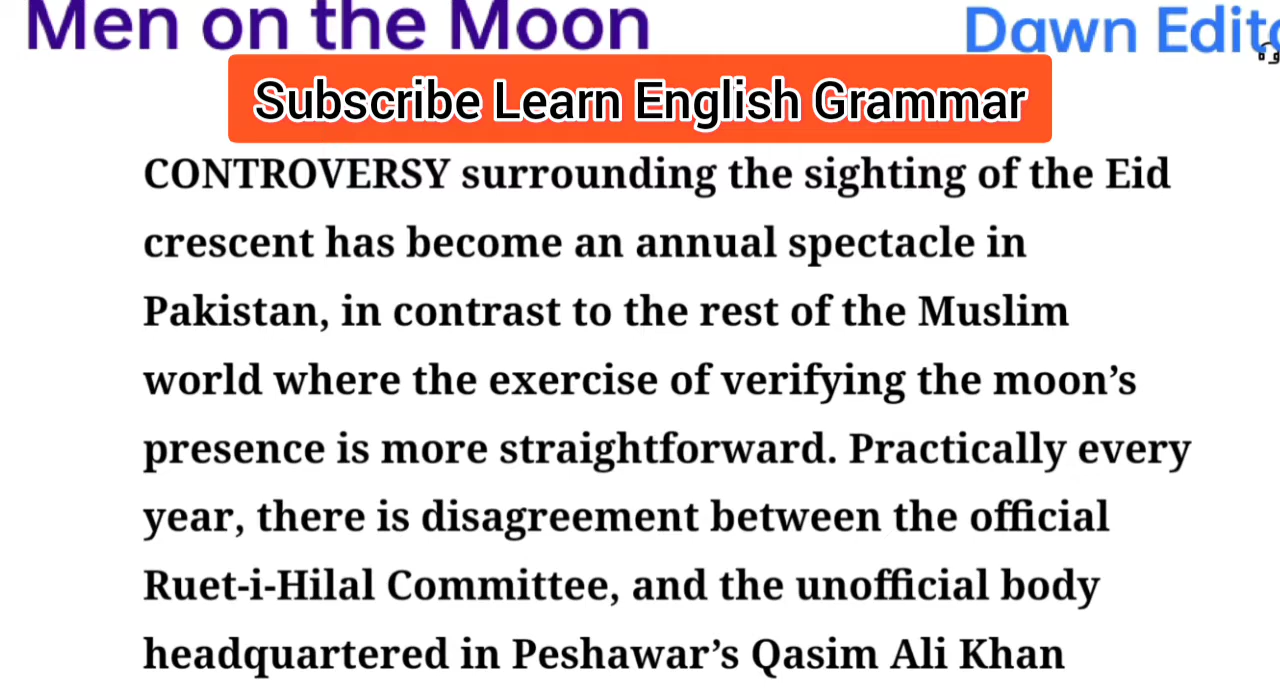 Men on the Moon
Dawn Edito
Subscribe Learn English Grammar
CONTROVERSY surrounding the sighting of the Eid
crescent has become an annual spectacle in
Pakistan, in contrast to the rest of the Muslim
world where the exercise of verifying the moon’s
presence is more straightforward. Practically every
year, there is disagreement between the official
Ruet-i-Hilal Committee, and the unofficial body
headquartered in Peshawar’s Qasim Ali Khan